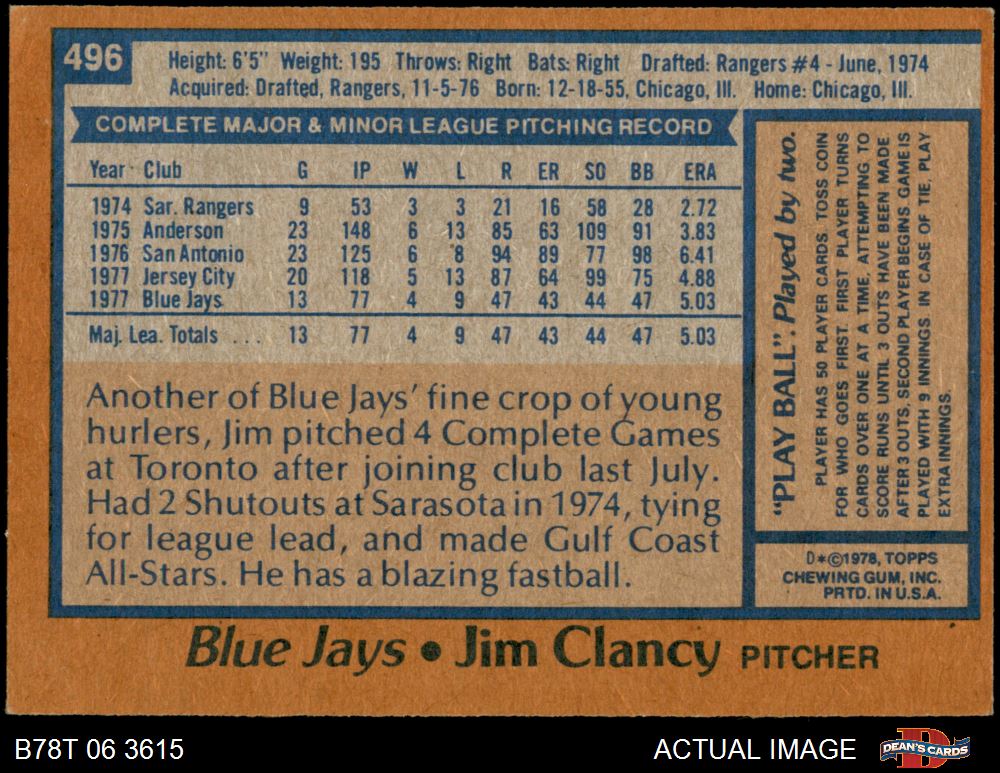 496
Height: 6'5" Weight: 195 Throws: Right Bats: Right Drafted: Rangers #4 - June, 1974
Acquired: Drafted, Rangers, 11-5-76 Born: 12-18-55, Chicago, Ill. Home: Chicago, Ill.
COMPLETE MAJOR & MINOR LEAGUE PITCHING RECORD
Year Club G IP W L R ER SO BB ERA
1974 Sar. Rangers 9 53 3 3 21 16 58 28 2.72
1975 Anderson 23 148 6 13 85 63 109 91 3.83
1976 San Antonio 23 125 6 8 94 89 77 98 6.41
1977 Jersey City 20 118 5 13 87 64 99 75 4.88
1977 Blue Jays 13 77 4 9 47 43 44 47 5.03
Maj. Lea. Totals ... 13 77 4 9 47 43 44 47 5.03
Another of Blue Jays' fine crop of young
hurlers, Jim pitched 4 Complete Games
at Toronto after joining club last July.
Had 2 Shutouts at Sarasota in 1974, tying
for league lead, and made Gulf Coast
All-Stars. He has a blazing fastball.
"PLAY BALL". Played by two.
PLAYER HAS 50 PLAYER CARDS. TOSS COIN
FOR WHO GOES FIRST. FIRST PLAYER TURNS
CARDS OVER ONE AT A TIME, ATTEMPTING TO
SCORE RUNS UNTIL 3 OUTS HAVE BEEN MADE
AFTER 3 OUTS, SECOND PLAYER BEGINS. GAME IS
PLAYED WITH 9 INNINGS. IN CASE OF TIE, PLAY
EXTRA INNINGS.
D*©1978, TOPPS
CHEWING GUM, INC.
PRTD. IN U.S.A.
Blue Jays • Jim Clancy PITCHER
B78T 06 3615
ACTUAL IMAGE
DEAN'S CARDS